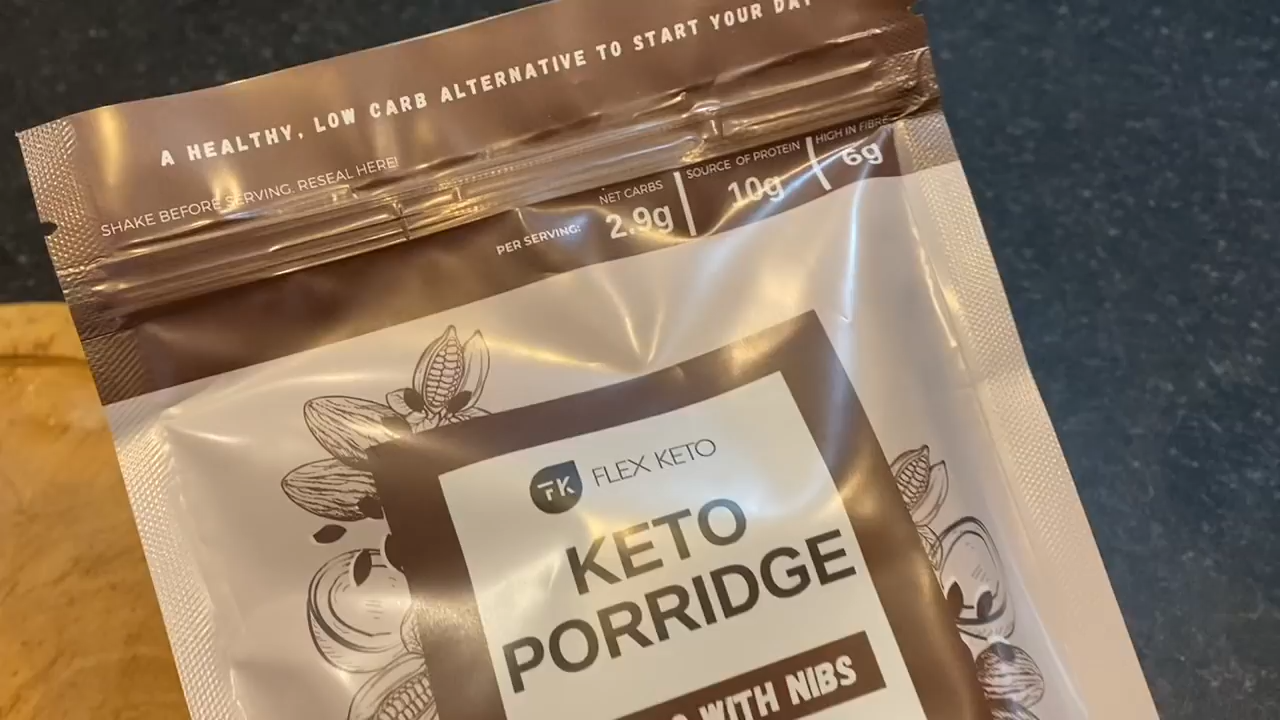 A HEALTHY, LOW CARB ALTERNATIVE TO START YOUR DAY
SHAKE BEFORE SERVING. RESEAL HERE!
PER SERVING:
NET CARBS
2.9g
SOURCE OF PROTEIN
10g
HIGH IN FIBRE
6g
FK FLEX KETO
KETO
PORRIDGE
WITH NIBS